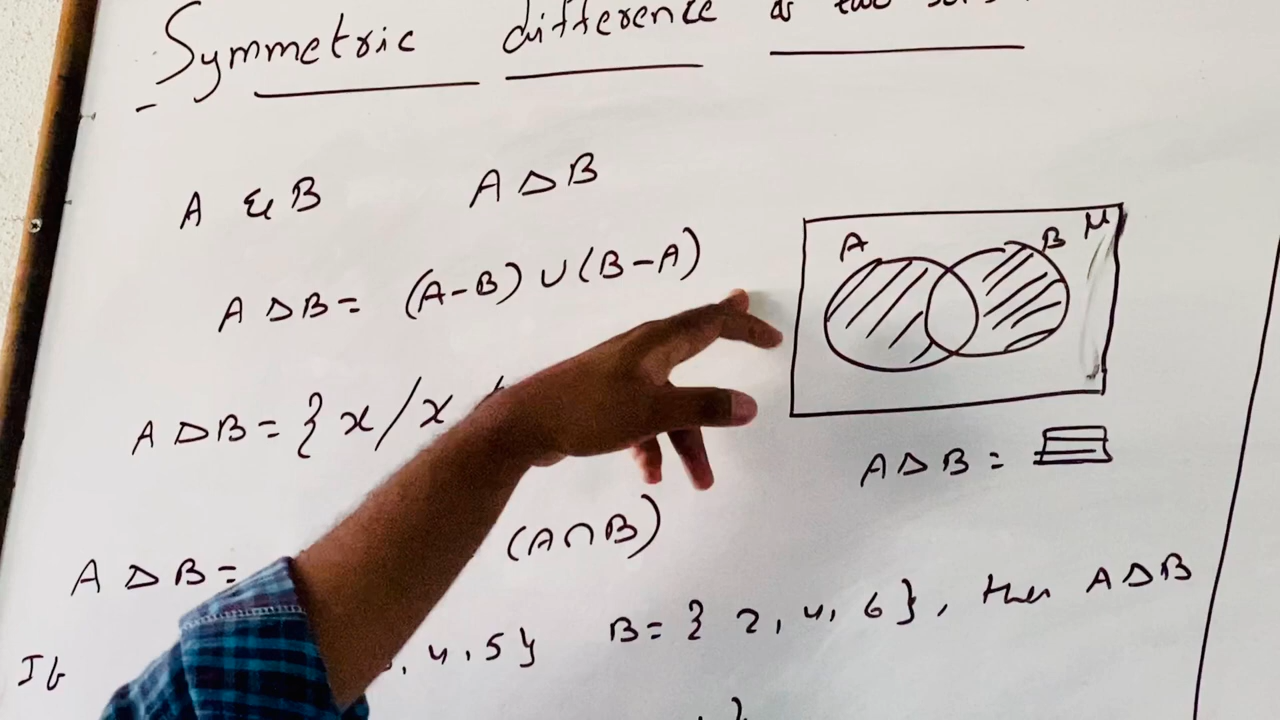 Symmetric difference of two sets
A & B A Δ B
A Δ B = (A-B) ∪ (B-A)
A B μ
A Δ B = { x / x
A Δ B =
A Δ B = (A∩B)
If , 4, 5} B = { 2, 4, 6}, then A Δ B
}